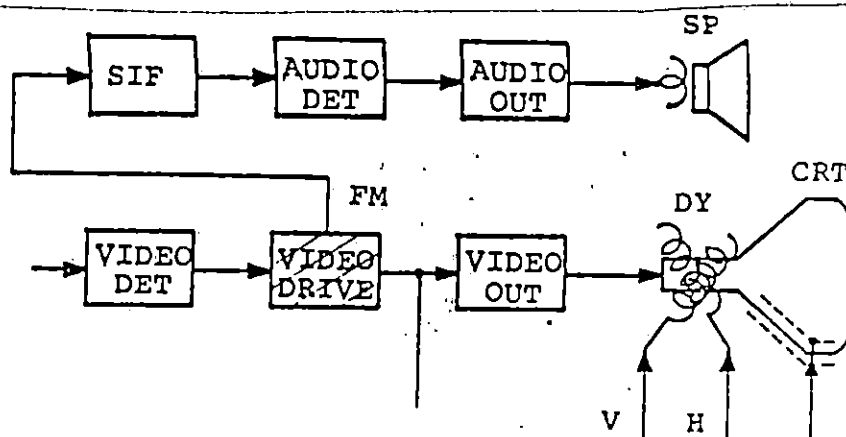 SP
SIF
AUDIO
DET
AUDIO
OUT
FM
DY
CRT
VIDEO
DET
VIDEO
DRIVE
VIDEO
OUT
V
H